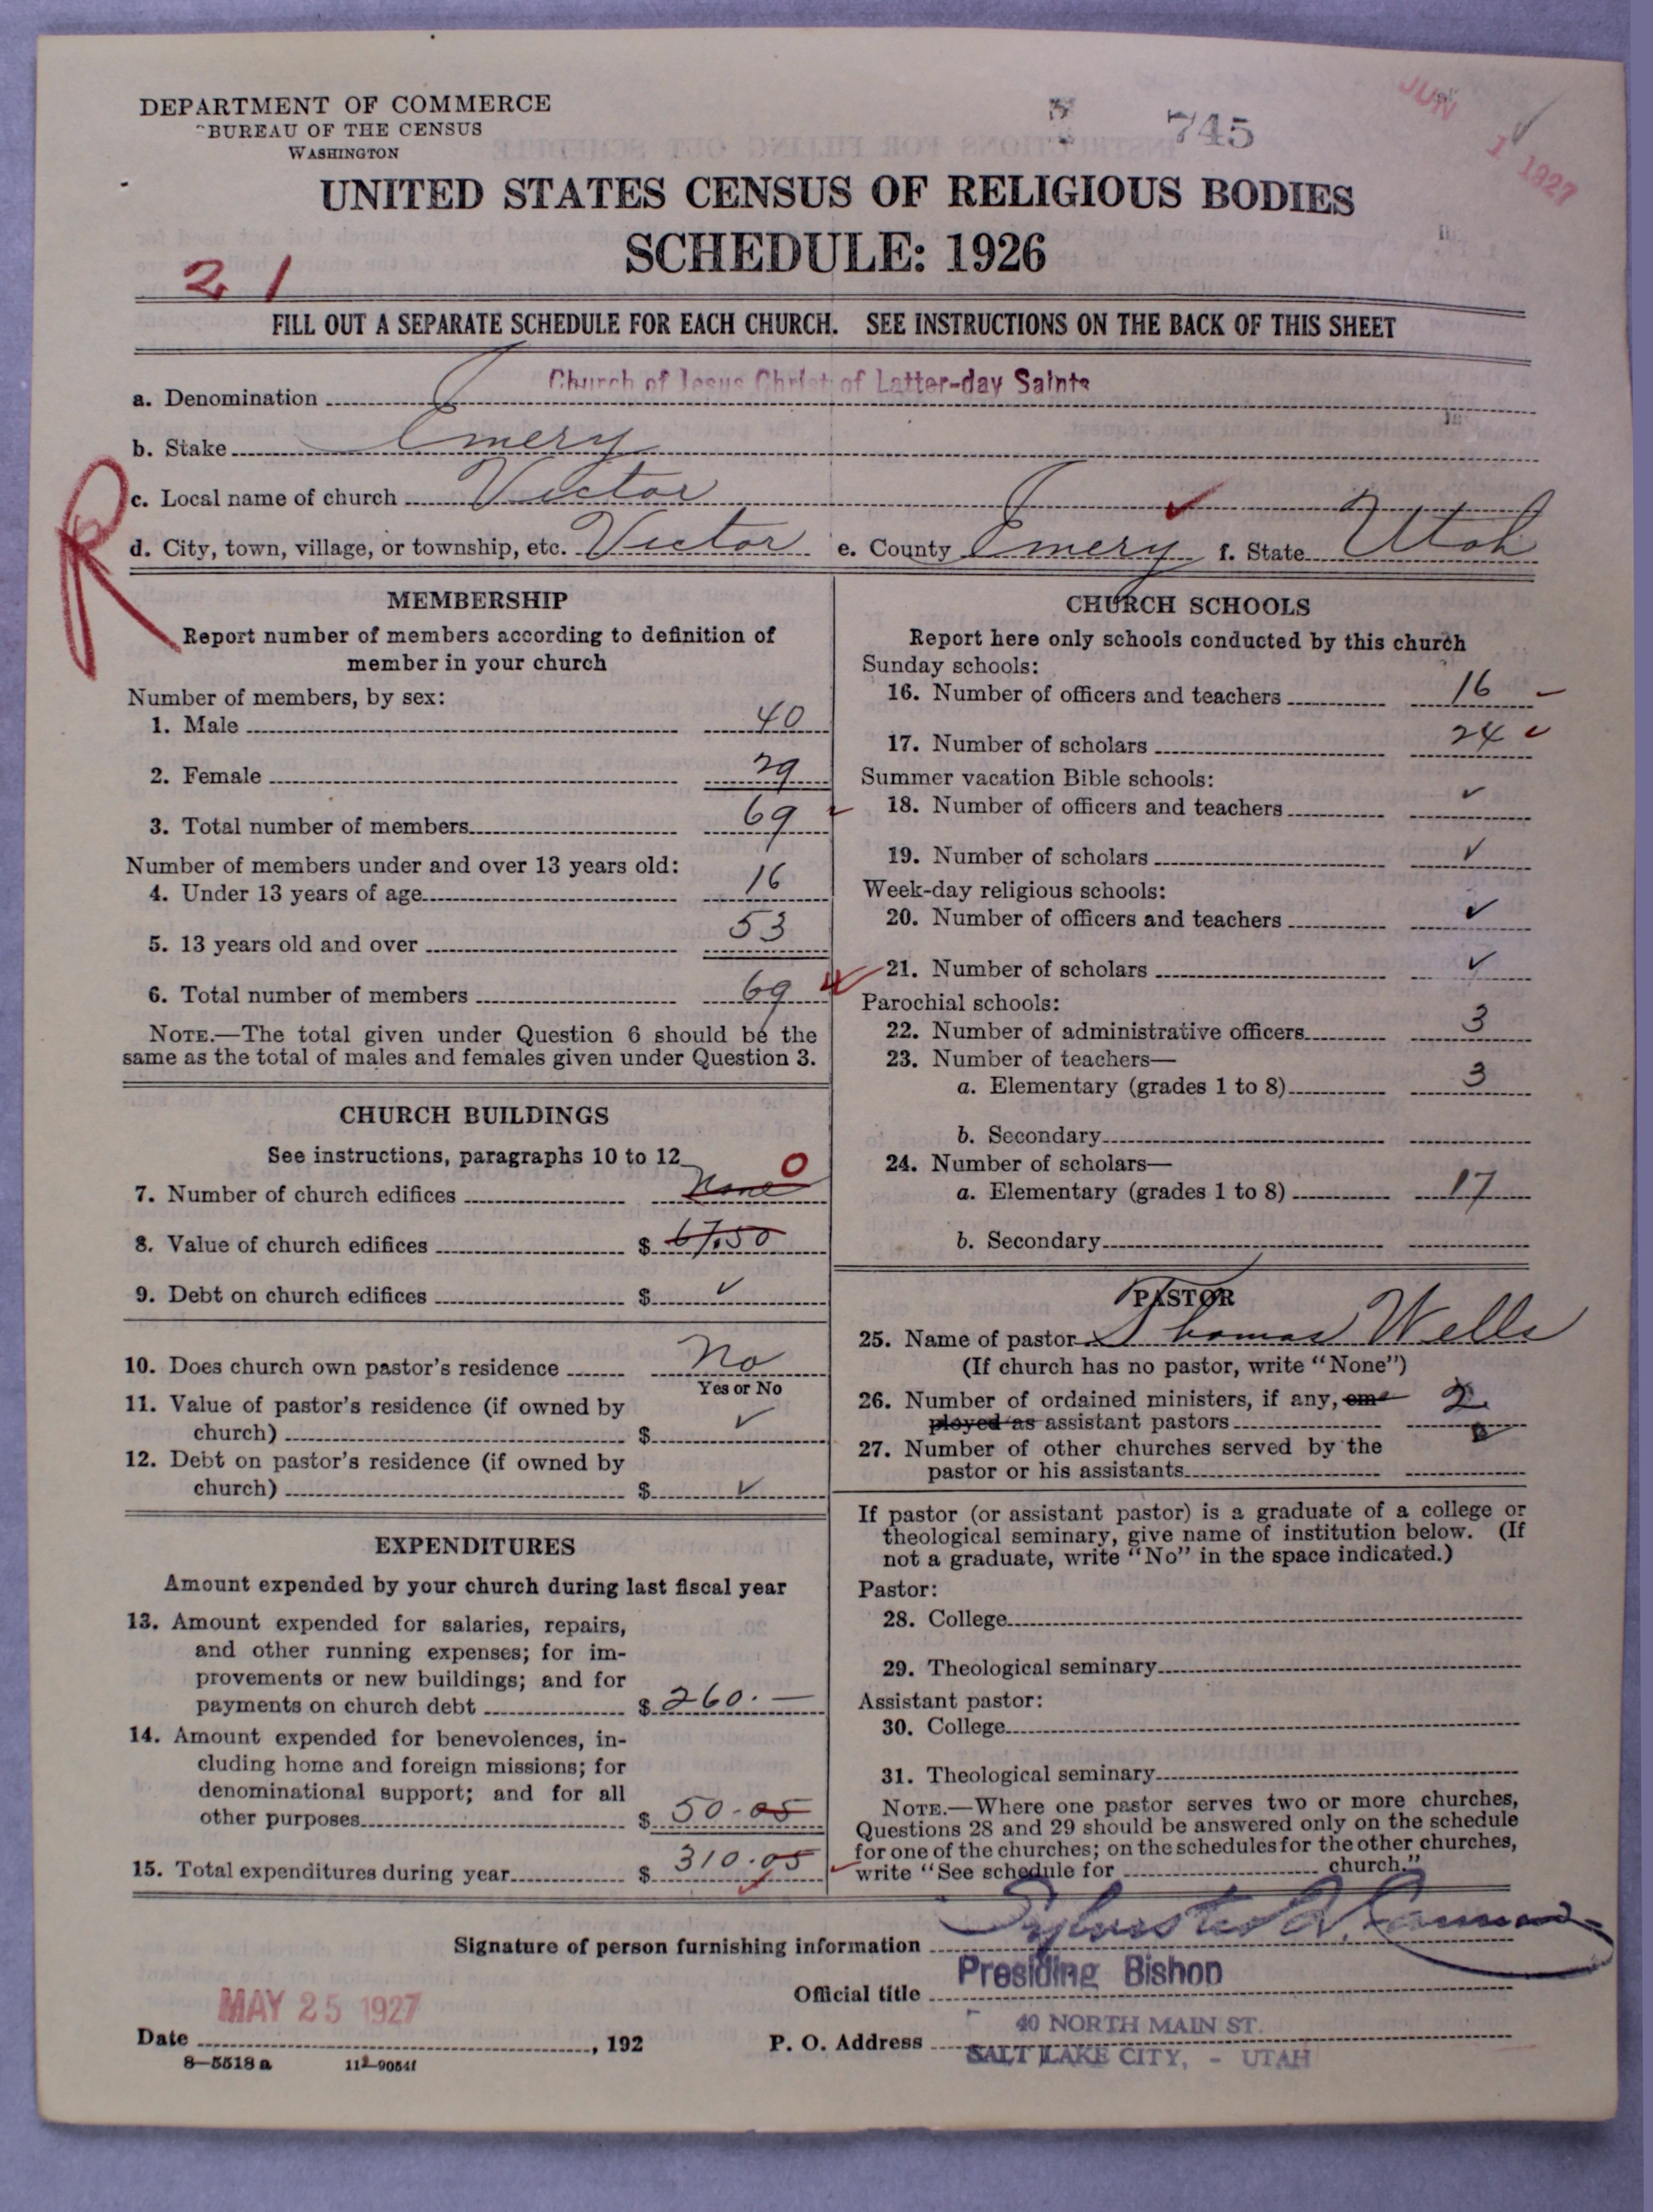 DEPARTMENT OF COMMERCE
BUREAU OF THE CENSUS
WASHINGTON
745
JUN 1 1927
UNITED STATES CENSUS OF RELIGIOUS BODIES
SCHEDULE: 1926
21
FILL OUT A SEPARATE SCHEDULE FOR EACH CHURCH. SEE INSTRUCTIONS ON THE BACK OF THIS SHEET
a. Denomination Church of Jesus Christ of Latter-day Saints
b. Stake Emery
R
c. Local name of church Victor
d. City, town, village, or township, etc. Victor e. County Emery f. State Utah
MEMBERSHIP
Report number of members according to definition of
member in your church
Number of members, by sex:
1. Male 40
2. Female 29
3. Total number of members 69
Number of members under and over 13 years old:
4. Under 13 years of age 16
5. 13 years old and over 53
6. Total number of members 69
NOTE.—The total given under Question 6 should be the
same as the total of males and females given under Question 3.
CHURCH BUILDINGS
See instructions, paragraphs 10 to 12
7. Number of church edifices None 0
8. Value of church edifices $ 67.50
9. Debt on church edifices $ ✓
10. Does church own pastor's residence No
Yes or No
11. Value of pastor's residence (if owned by
church) $ ✓
12. Debt on pastor's residence (if owned by
church) $ ✓
EXPENDITURES
Amount expended by your church during last fiscal year
13. Amount expended for salaries, repairs,
and other running expenses; for im-
provements or new buildings; and for
payments on church debt $ 260.—
14. Amount expended for benevolences, in-
cluding home and foreign missions; for
denominational support; and for all
other purposes $ 50.05
15. Total expenditures during year $ 310.05
CHURCH SCHOOLS
Report here only schools conducted by this church
Sunday schools:
16. Number of officers and teachers 16
17. Number of scholars 24
Summer vacation Bible schools:
18. Number of officers and teachers ✓
19. Number of scholars ✓
Week-day religious schools:
20. Number of officers and teachers ✓
21. Number of scholars ✓
Parochial schools:
22. Number of administrative officers 3
23. Number of teachers—
a. Elementary (grades 1 to 8) 3
b. Secondary
24. Number of scholars—
a. Elementary (grades 1 to 8) 17
b. Secondary
PASTOR
25. Name of pastor Thomas Wells
(If church has no pastor, write "None")
26. Number of ordained ministers, if any, em-
ployed as assistant pastors 2
27. Number of other churches served by the
pastor or his assistants
If pastor (or assistant pastor) is a graduate of a college or
theological seminary, give name of institution below. (If
not a graduate, write "No" in the space indicated.)
Pastor:
28. College
29. Theological seminary
Assistant pastor:
30. College
31. Theological seminary
NOTE.—Where one pastor serves two or more churches,
Questions 28 and 29 should be answered only on the schedule
for one of the churches; on the schedules for the other churches,
write "See schedule for church."
Signature of person furnishing information Sylvester Q. Cannon
Official title Presiding Bishop
MAY 25 1927
Date , 192
P. O. Address 40 NORTH MAIN ST.
SALT LAKE CITY, - UTAH
8—5518 a 11—9054f